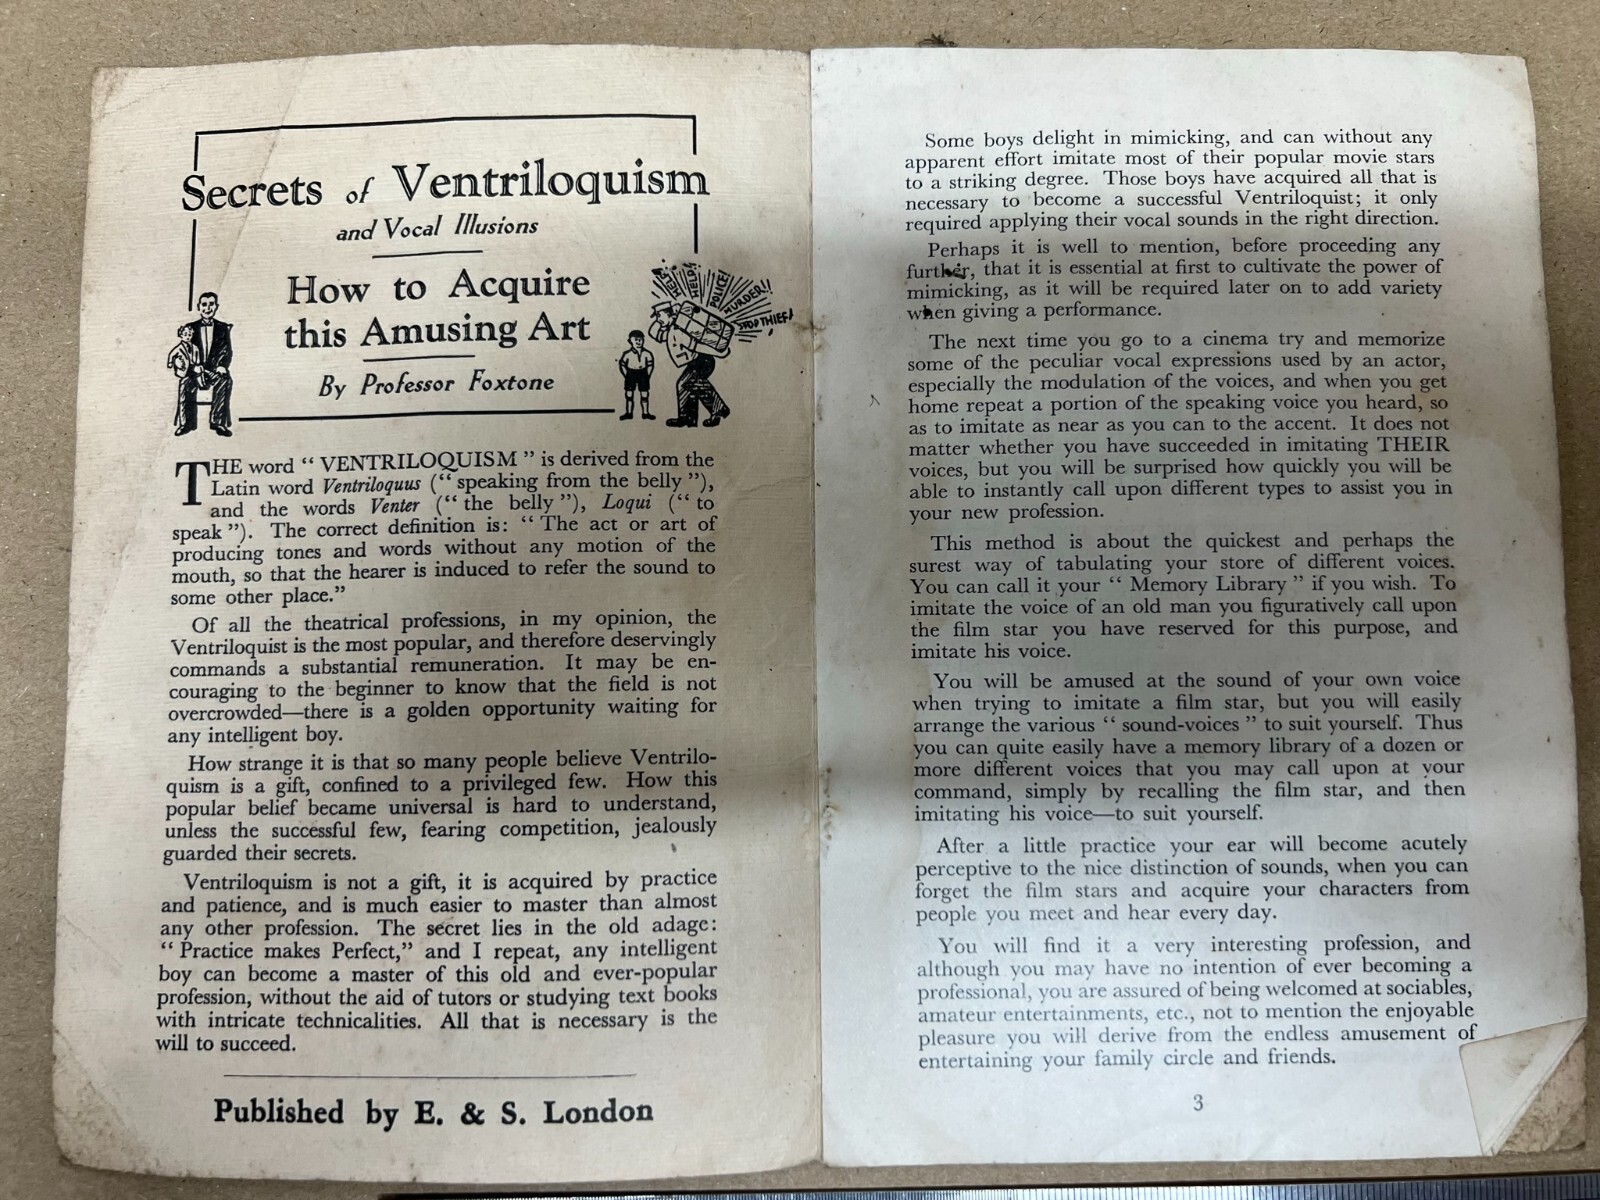 Secrets of Ventriloquism
and Vocal Illusions
How to Acquire
this Amusing Art
By Professor Foxtone
HELP!
HELP!
POLICE!
MURDER!!
STOP THIEF!
THE word “ VENTRILOQUISM ” is derived from the
Latin word Ventriloquus (“ speaking from the belly ”),
and the words Venter (“ the belly ”), Loqui (“ to
speak ”). The correct definition is: “ The act or art of
producing tones and words without any motion of the
mouth, so that the hearer is induced to refer the sound to
some other place.”
Of all the theatrical professions, in my opinion, the
Ventriloquist is the most popular, and therefore deservingly
commands a substantial remuneration. It may be en-
couraging to the beginner to know that the field is not
overcrowded—there is a golden opportunity waiting for
any intelligent boy.
How strange it is that so many people believe Ventrilo-
quism is a gift, confined to a privileged few. How this
popular belief became universal is hard to understand,
unless the successful few, fearing competition, jealously
guarded their secrets.
Ventriloquism is not a gift, it is acquired by practice
and patience, and is much easier to master than almost
any other profession. The secret lies in the old adage:
“ Practice makes Perfect,” and I repeat, any intelligent
boy can become a master of this old and ever-popular
profession, without the aid of tutors or studying text books
with intricate technicalities. All that is necessary is the
will to succeed.
Published by E. & S. London
Some boys delight in mimicking, and can without any
apparent effort imitate most of their popular movie stars
to a striking degree. Those boys have acquired all that is
necessary to become a successful Ventriloquist; it only
required applying their vocal sounds in the right direction.
Perhaps it is well to mention, before proceeding any
further, that it is essential at first to cultivate the power of
mimicking, as it will be required later on to add variety
when giving a performance.
The next time you go to a cinema try and memorize
some of the peculiar vocal expressions used by an actor,
especially the modulation of the voices, and when you get
home repeat a portion of the speaking voice you heard, so
as to imitate as near as you can to the accent. It does not
matter whether you have succeeded in imitating THEIR
voices, but you will be surprised how quickly you will be
able to instantly call upon different types to assist you in
your new profession.
This method is about the quickest and perhaps the
surest way of tabulating your store of different voices.
You can call it your “ Memory Library ” if you wish. To
imitate the voice of an old man you figuratively call upon
the film star you have reserved for this purpose, and
imitate his voice.
You will be amused at the sound of your own voice
when trying to imitate a film star, but you will easily
arrange the various “ sound-voices ” to suit yourself. Thus
you can quite easily have a memory library of a dozen or
more different voices that you may call upon at your
command, simply by recalling the film star, and then
imitating his voice—to suit yourself.
After a little practice your ear will become acutely
perceptive to the nice distinction of sounds, when you can
forget the film stars and acquire your characters from
people you meet and hear every day.
You will find it a very interesting profession, and
although you may have no intention of ever becoming a
professional, you are assured of being welcomed at sociables,
amateur entertainments, etc., not to mention the enjoyable
pleasure you will derive from the endless amusement of
entertaining your family circle and friends.
3